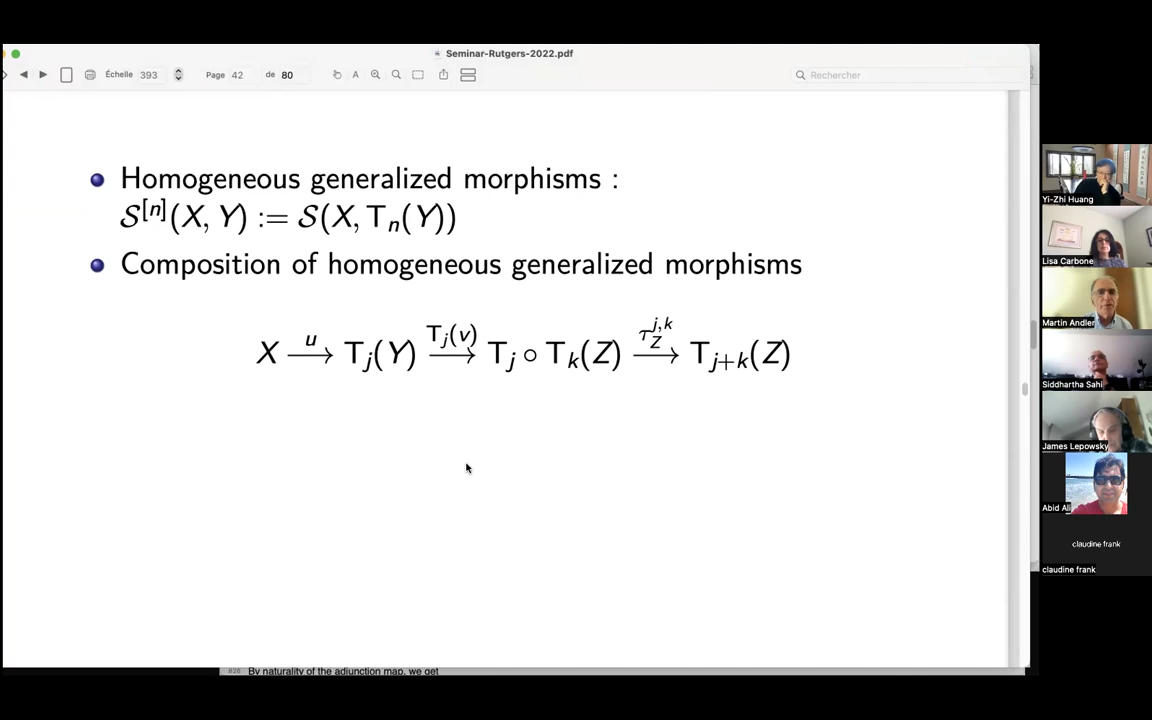 Seminar-Rutgers-2022.pdf
Échelle 393 Page 42 de 80 Rechercher
Homogeneous generalized morphisms :
𝒮^[n](X, Y) := 𝒮(X, T_n(Y))
Composition of homogeneous generalized morphisms
X —u→ T_j(Y) —T_j(v)→ T_j ∘ T_k(Z) —τ_Z^{j,k}→ T_{j+k}(Z)
Yi-Zhi Huang
Lisa Carbone
Martin Andler
Siddhartha Sahi
James Lepowsky
Abid Ali
claudine frank
claudine frank
By naturality of the adjunction map, we get